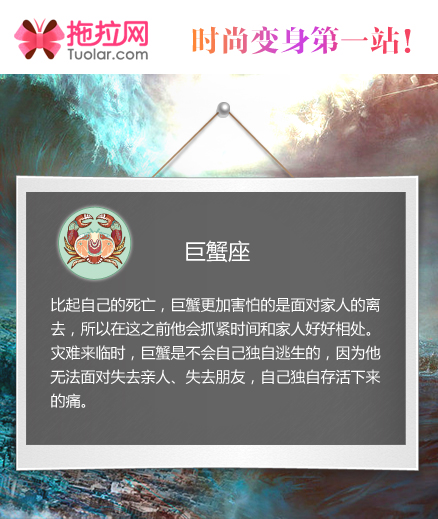 拖拉网
Tuolar.com
时尚变身第一站!
巨蟹座
比起自己的死亡，巨蟹更加害怕的是面对家人的离
去，所以在这之前他会抓紧时间和家人好好相处。
灾难来临时，巨蟹是不会自己独自逃生的，因为他
无法面对失去亲人、失去朋友，自己独自存活下来
的痛。